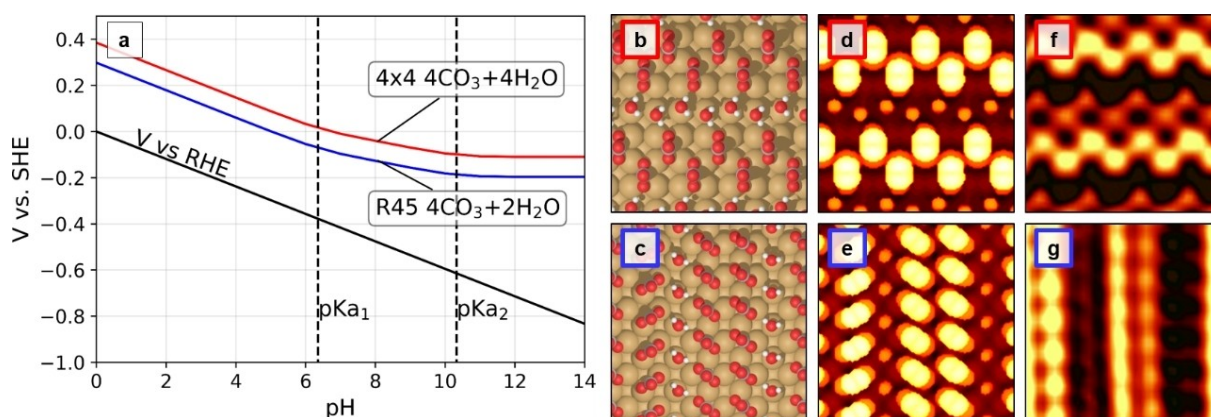 a
V vs. SHE
0.4
0.2
0.0
−0.2
−0.4
−0.6
−0.8
−1.0
4x4 4CO₃+4H₂O
V vs RHE
R45 4CO₃+2H₂O
pKa₁
pKa₂
0 2 4 6 8 10 12 14
pH
b
d
f
c
e
g